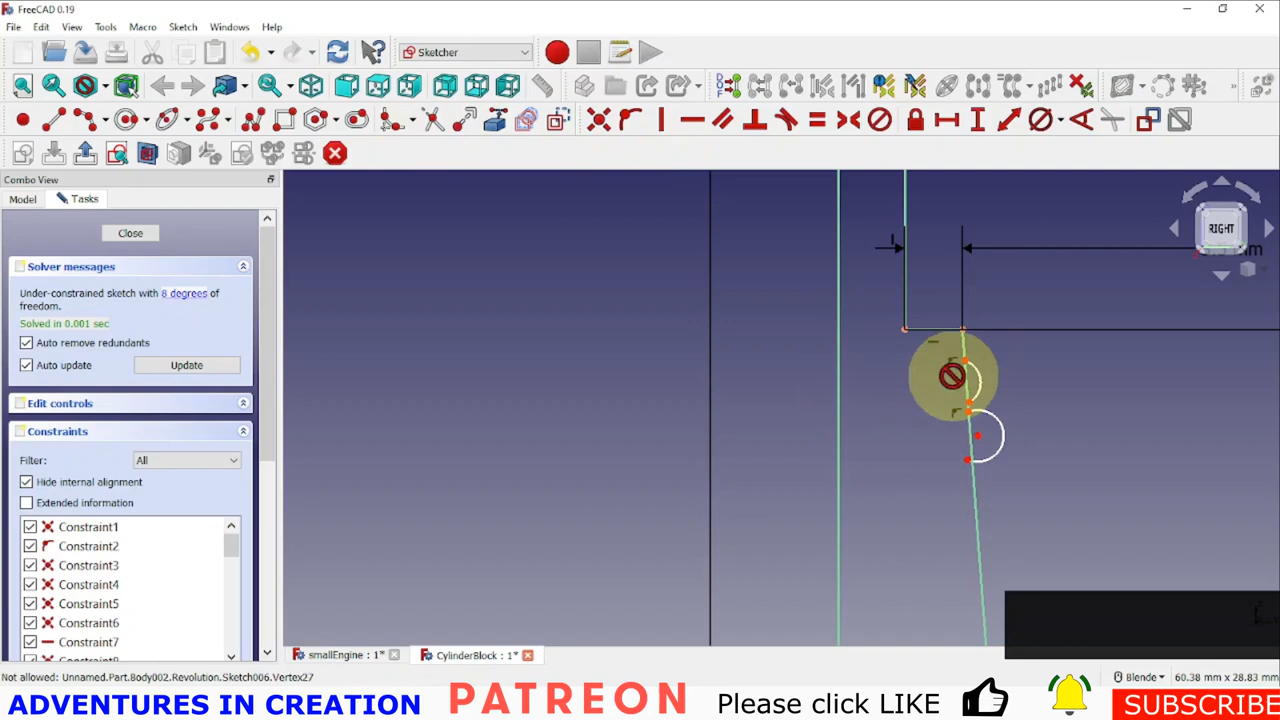 FreeCAD 0.19
File Edit View Tools Macro Sketch Windows Help
Sketcher
Combo View
Model Tasks
Close
Solver messages
Under-constrained sketch with 8 degrees of
freedom.
Solved in 0.001 sec
Auto remove redundants
Auto update Update
Edit controls
Constraints
Filter: All
Hide internal alignment
Extended information
Constraint1
Constraint2
Constraint3
Constraint4
Constraint5
Constraint6
Constraint7
RIGHT
smallEngine : 1* CylinderBlock : 1*
Not allowed: Unnamed.Part.Body002.Revolution.Sketch006.Vertex27 Blende 60.38 mm x 28.83 mm
ADVENTURES IN CREATION PATREON Please click LIKE SUBSCRIBE